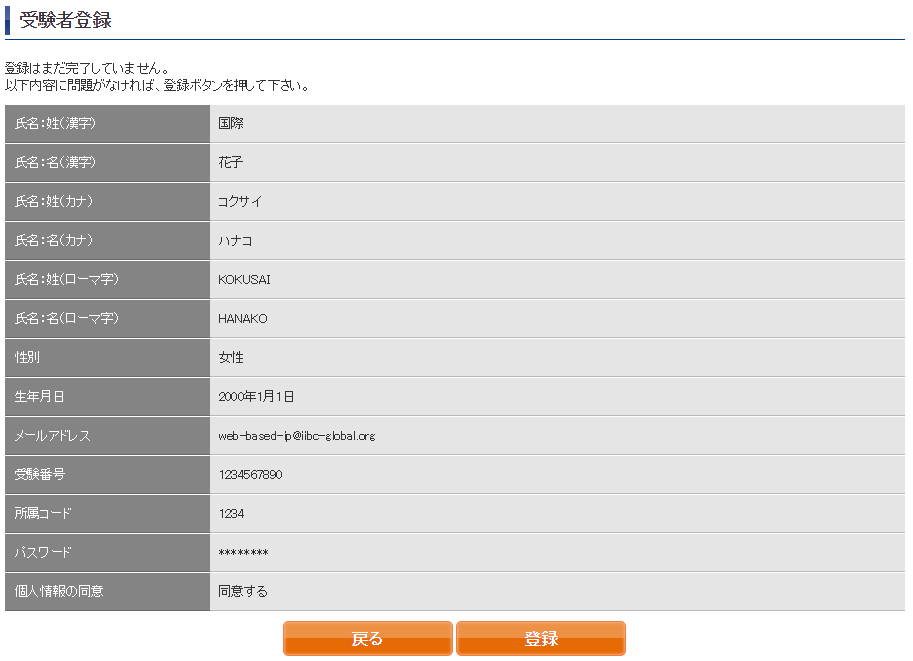 受験者登録
登録はまだ完了していません。
以下内容に問題がなければ、登録ボタンを押して下さい。
氏名:姓(漢字) 国際
氏名:名(漢字) 花子
氏名:姓(カナ) コクサイ
氏名:名(カナ) ハナコ
氏名:姓(ローマ字) KOKUSAI
氏名:名(ローマ字) HANAKO
性別 女性
生年月日 2000年1月1日
メールアドレス web-based-ip@iibc-global.org
受験番号 1234567890
所属コード 1234
パスワード ********
個人情報の同意 同意する
戻る 登録